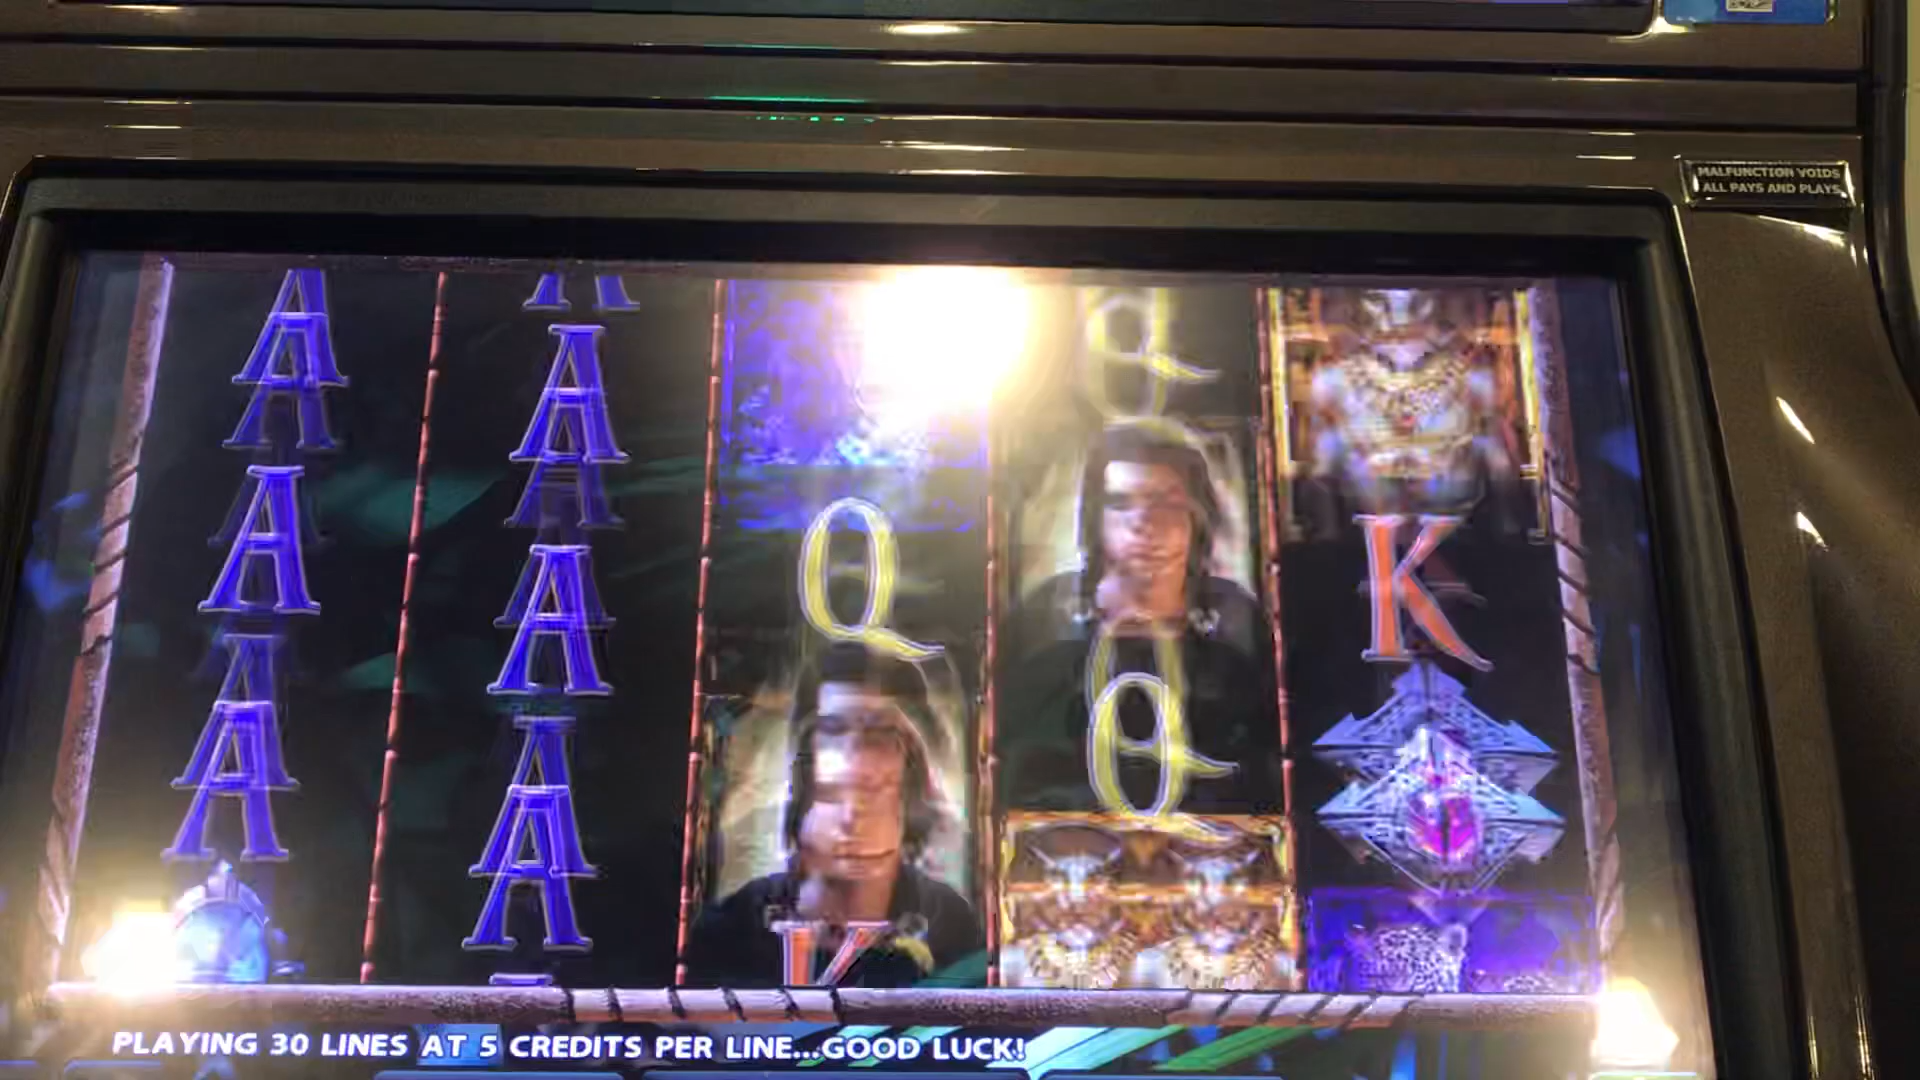 MALFUNCTION VOIDS
ALL PAYS AND PLAYS
A A Q
A A Q K
A A Q
A A K
PLAYING 30 LINES AT 5 CREDITS PER LINE...GOOD LUCK!